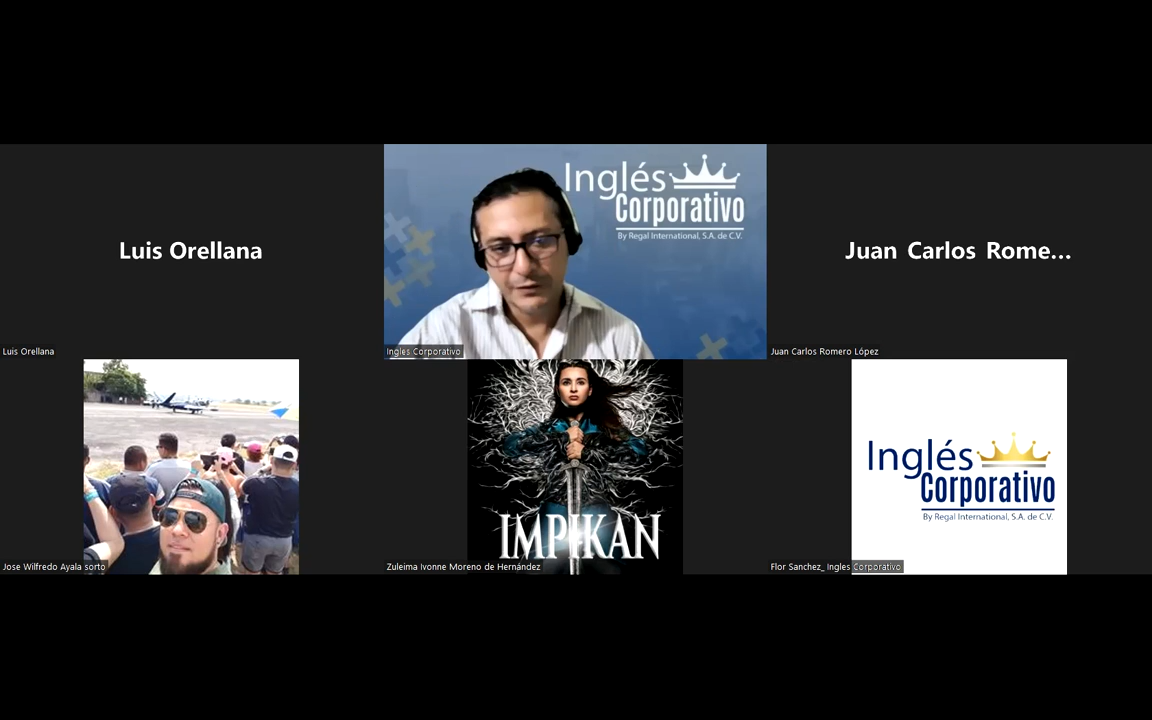 Luis Orellana
Luis Orellana
Inglés
Corporativo
By Regal International, S.A. de C.V.
Ingles Corporativo
Juan Carlos Rome...
Juan Carlos Romero López
Jose Wilfredo Ayala sorto
IMPIKAN
Zuleima Ivonne Moreno de Hernández
Inglés
Corporativo
By Regal International, S.A. de C.V.
Flor Sanchez_ Ingles Corporativo